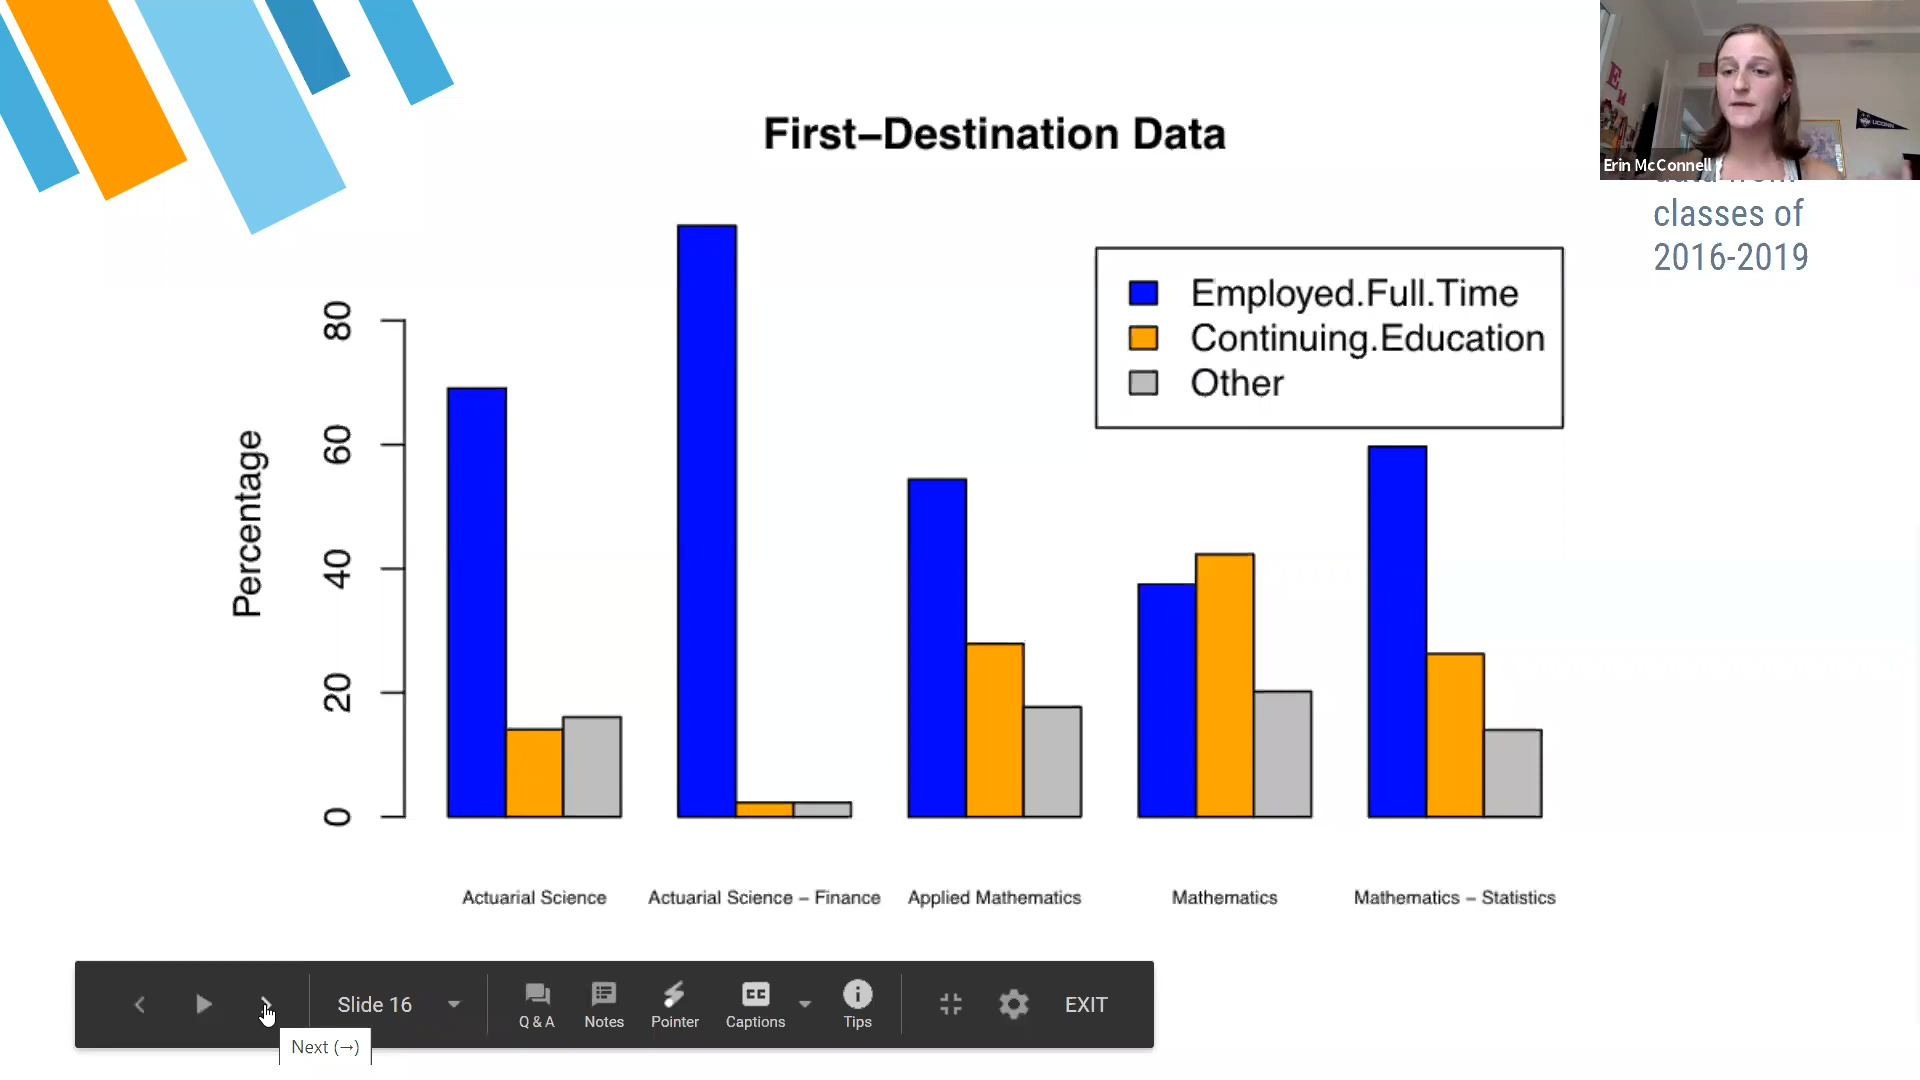 First–Destination Data
UCONN
Erin McConnell
classes of
2016-2019
Employed.Full.Time
Continuing.Education
Other
Percentage
80
60
40
20
0
Actuarial Science
Actuarial Science – Finance
Applied Mathematics
Mathematics
Mathematics – Statistics
Slide 16
Q & A
Notes
Pointer
CC
Captions
Tips
EXIT
Next (→)